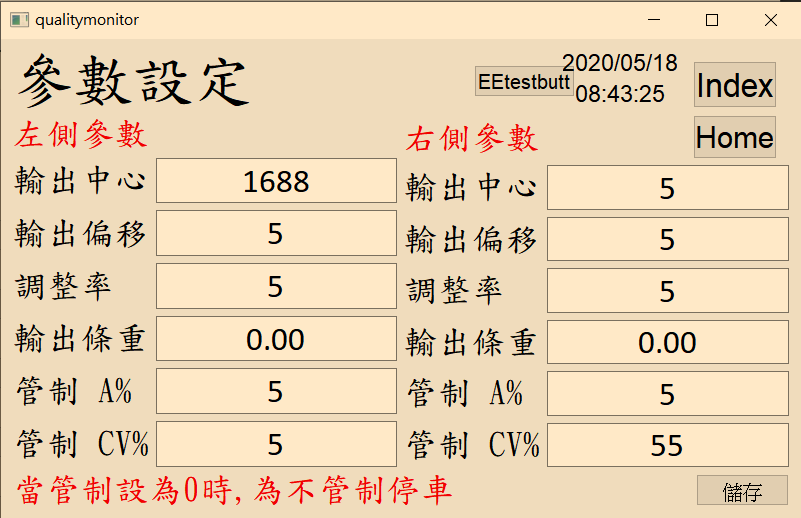 qualitymonitor
參數設定
EEtestbutt
2020/05/18
08:43:25
Index
Home
左側參數
輸出中心 1688
輸出偏移 5
調整率 5
輸出條重 0.00
管制 A% 5
管制 CV% 5
右側參數
輸出中心 5
輸出偏移 5
調整率 5
輸出條重 0.00
管制 A% 5
管制 CV% 55
當管制設為0時,為不管制停車
儲存